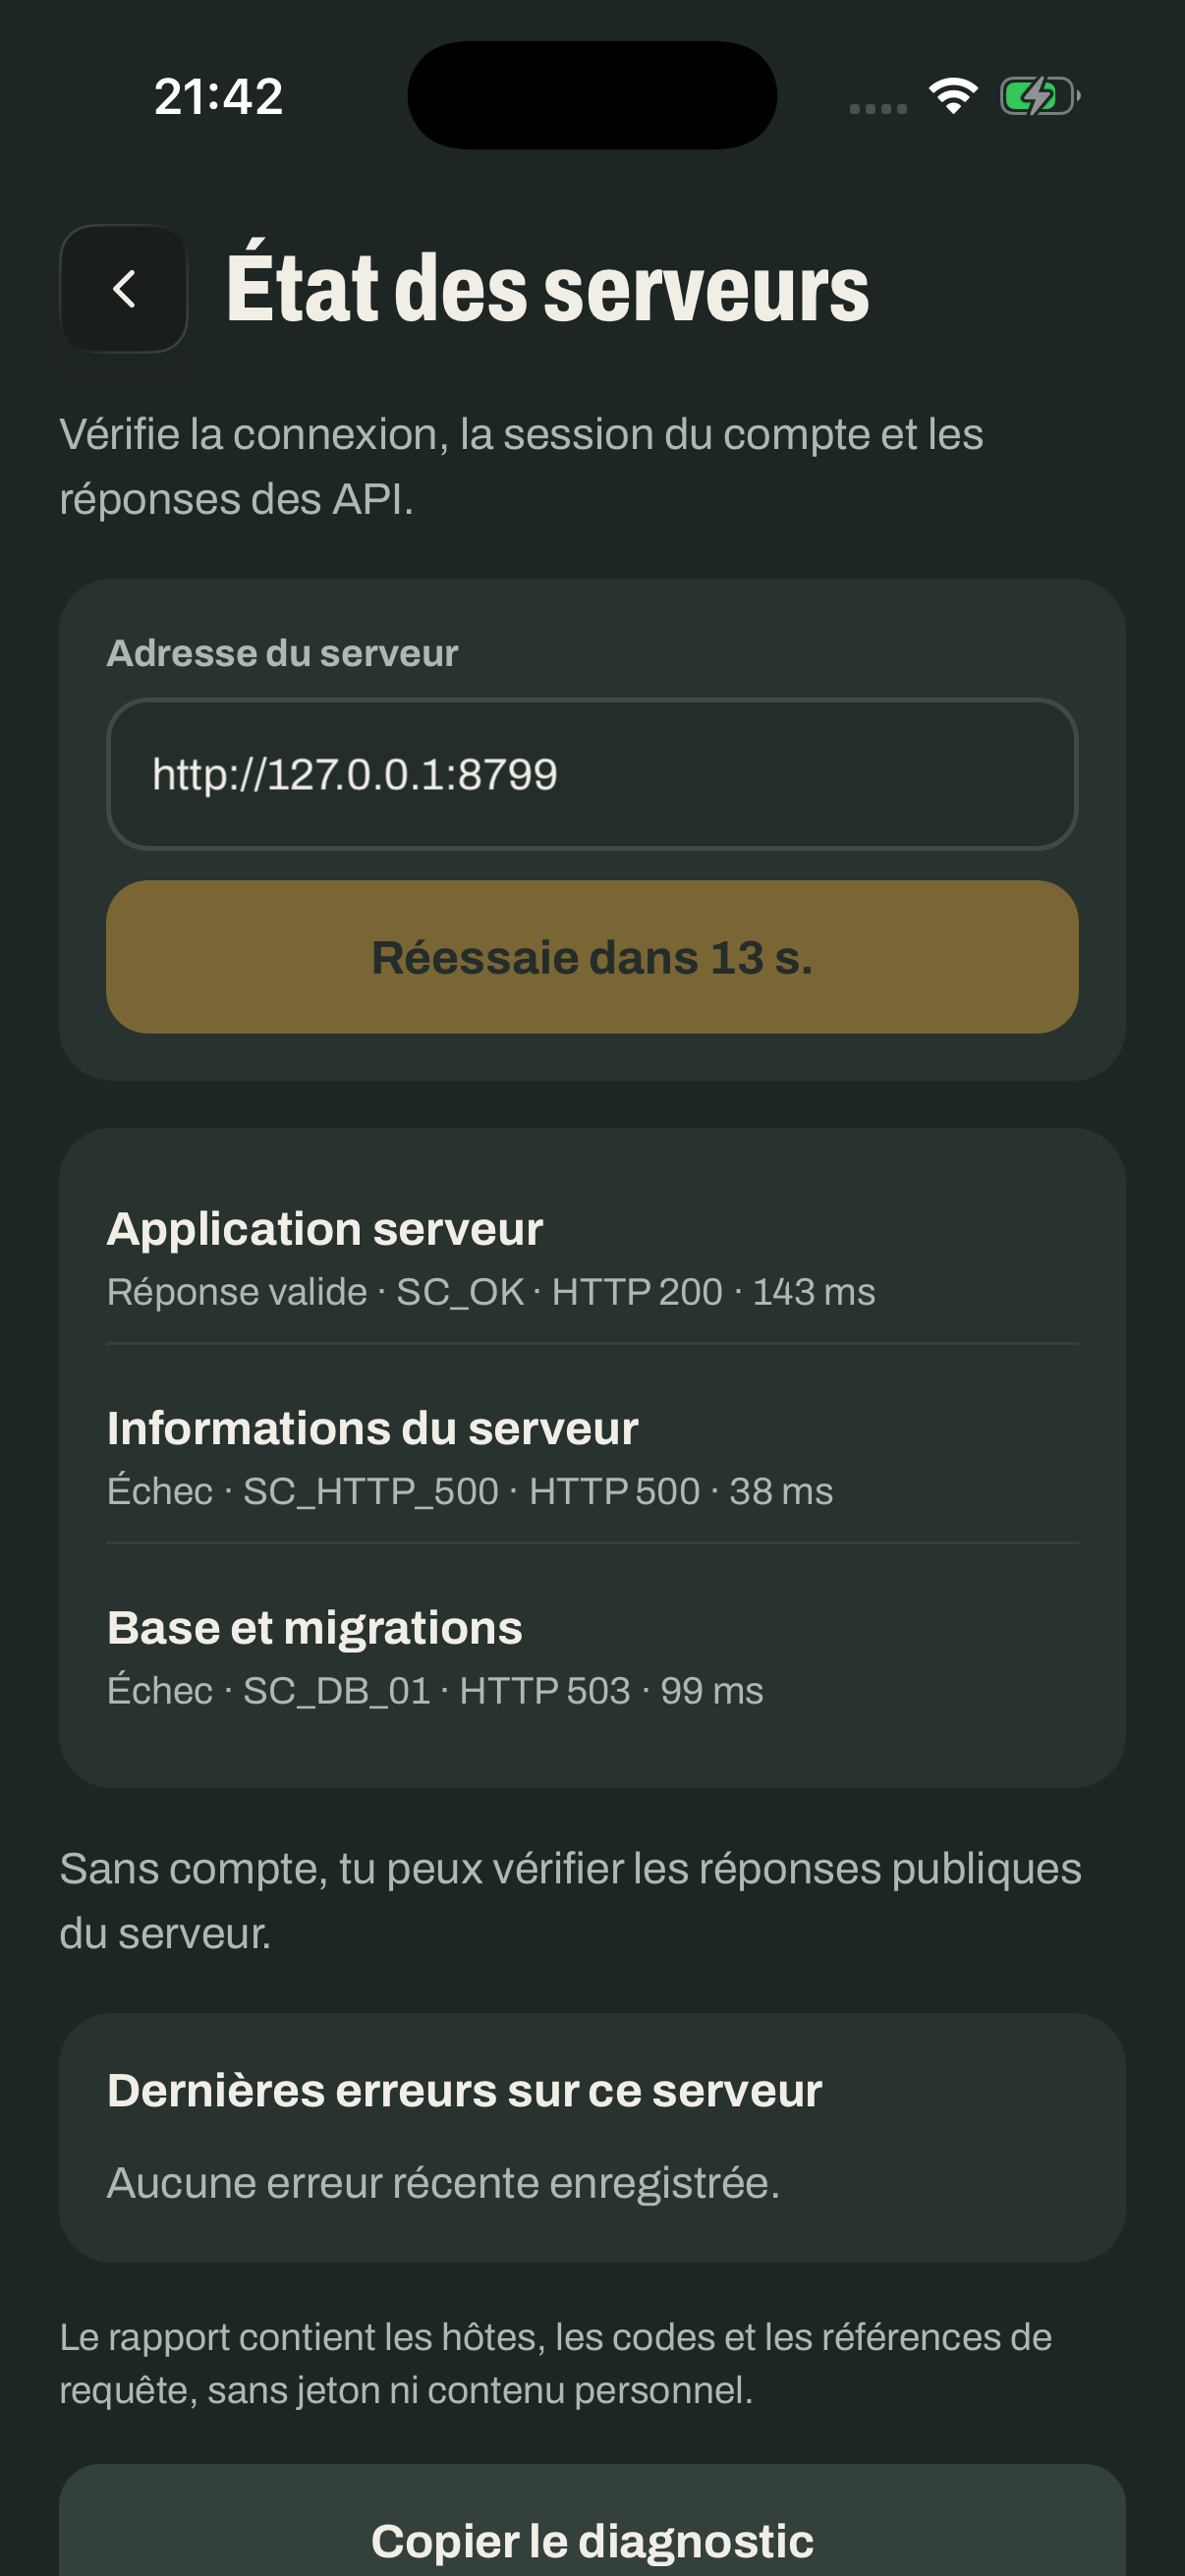 21:42
État des serveurs
Vérifie la connexion, la session du compte et les
réponses des API.
Adresse du serveur
http://127.0.0.1:8799
Réessaie dans 13 s.
Application serveur
Réponse valide · SC_OK · HTTP 200 · 143 ms
Informations du serveur
Échec · SC_HTTP_500 · HTTP 500 · 38 ms
Base et migrations
Échec · SC_DB_01 · HTTP 503 · 99 ms
Sans compte, tu peux vérifier les réponses publiques
du serveur.
Dernières erreurs sur ce serveur
Aucune erreur récente enregistrée.
Le rapport contient les hôtes, les codes et les références de
requête, sans jeton ni contenu personnel.
Copier le diagnostic